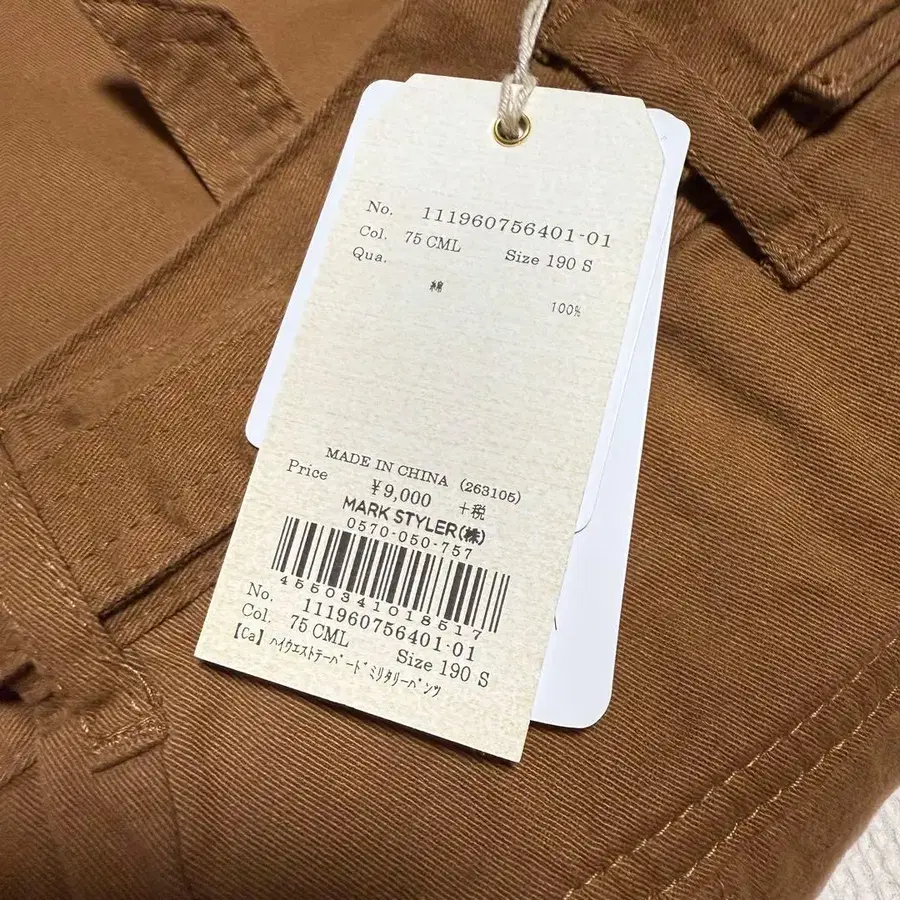 No. 111960756401-01
Col. 75 CML Size 190 S
Qua.
綿 100%
MADE IN CHINA (263105)
Price ¥9,000 +税
MARK STYLER(株)
0570-050-757
4550341018517
No. 111960756401-01
Col. 75 CML Size 190 S
【Ca】ﾊｲｳｴｽﾄﾃｰﾊﾟｰﾄﾞﾐﾘﾀﾘｰﾊﾟﾝﾂ